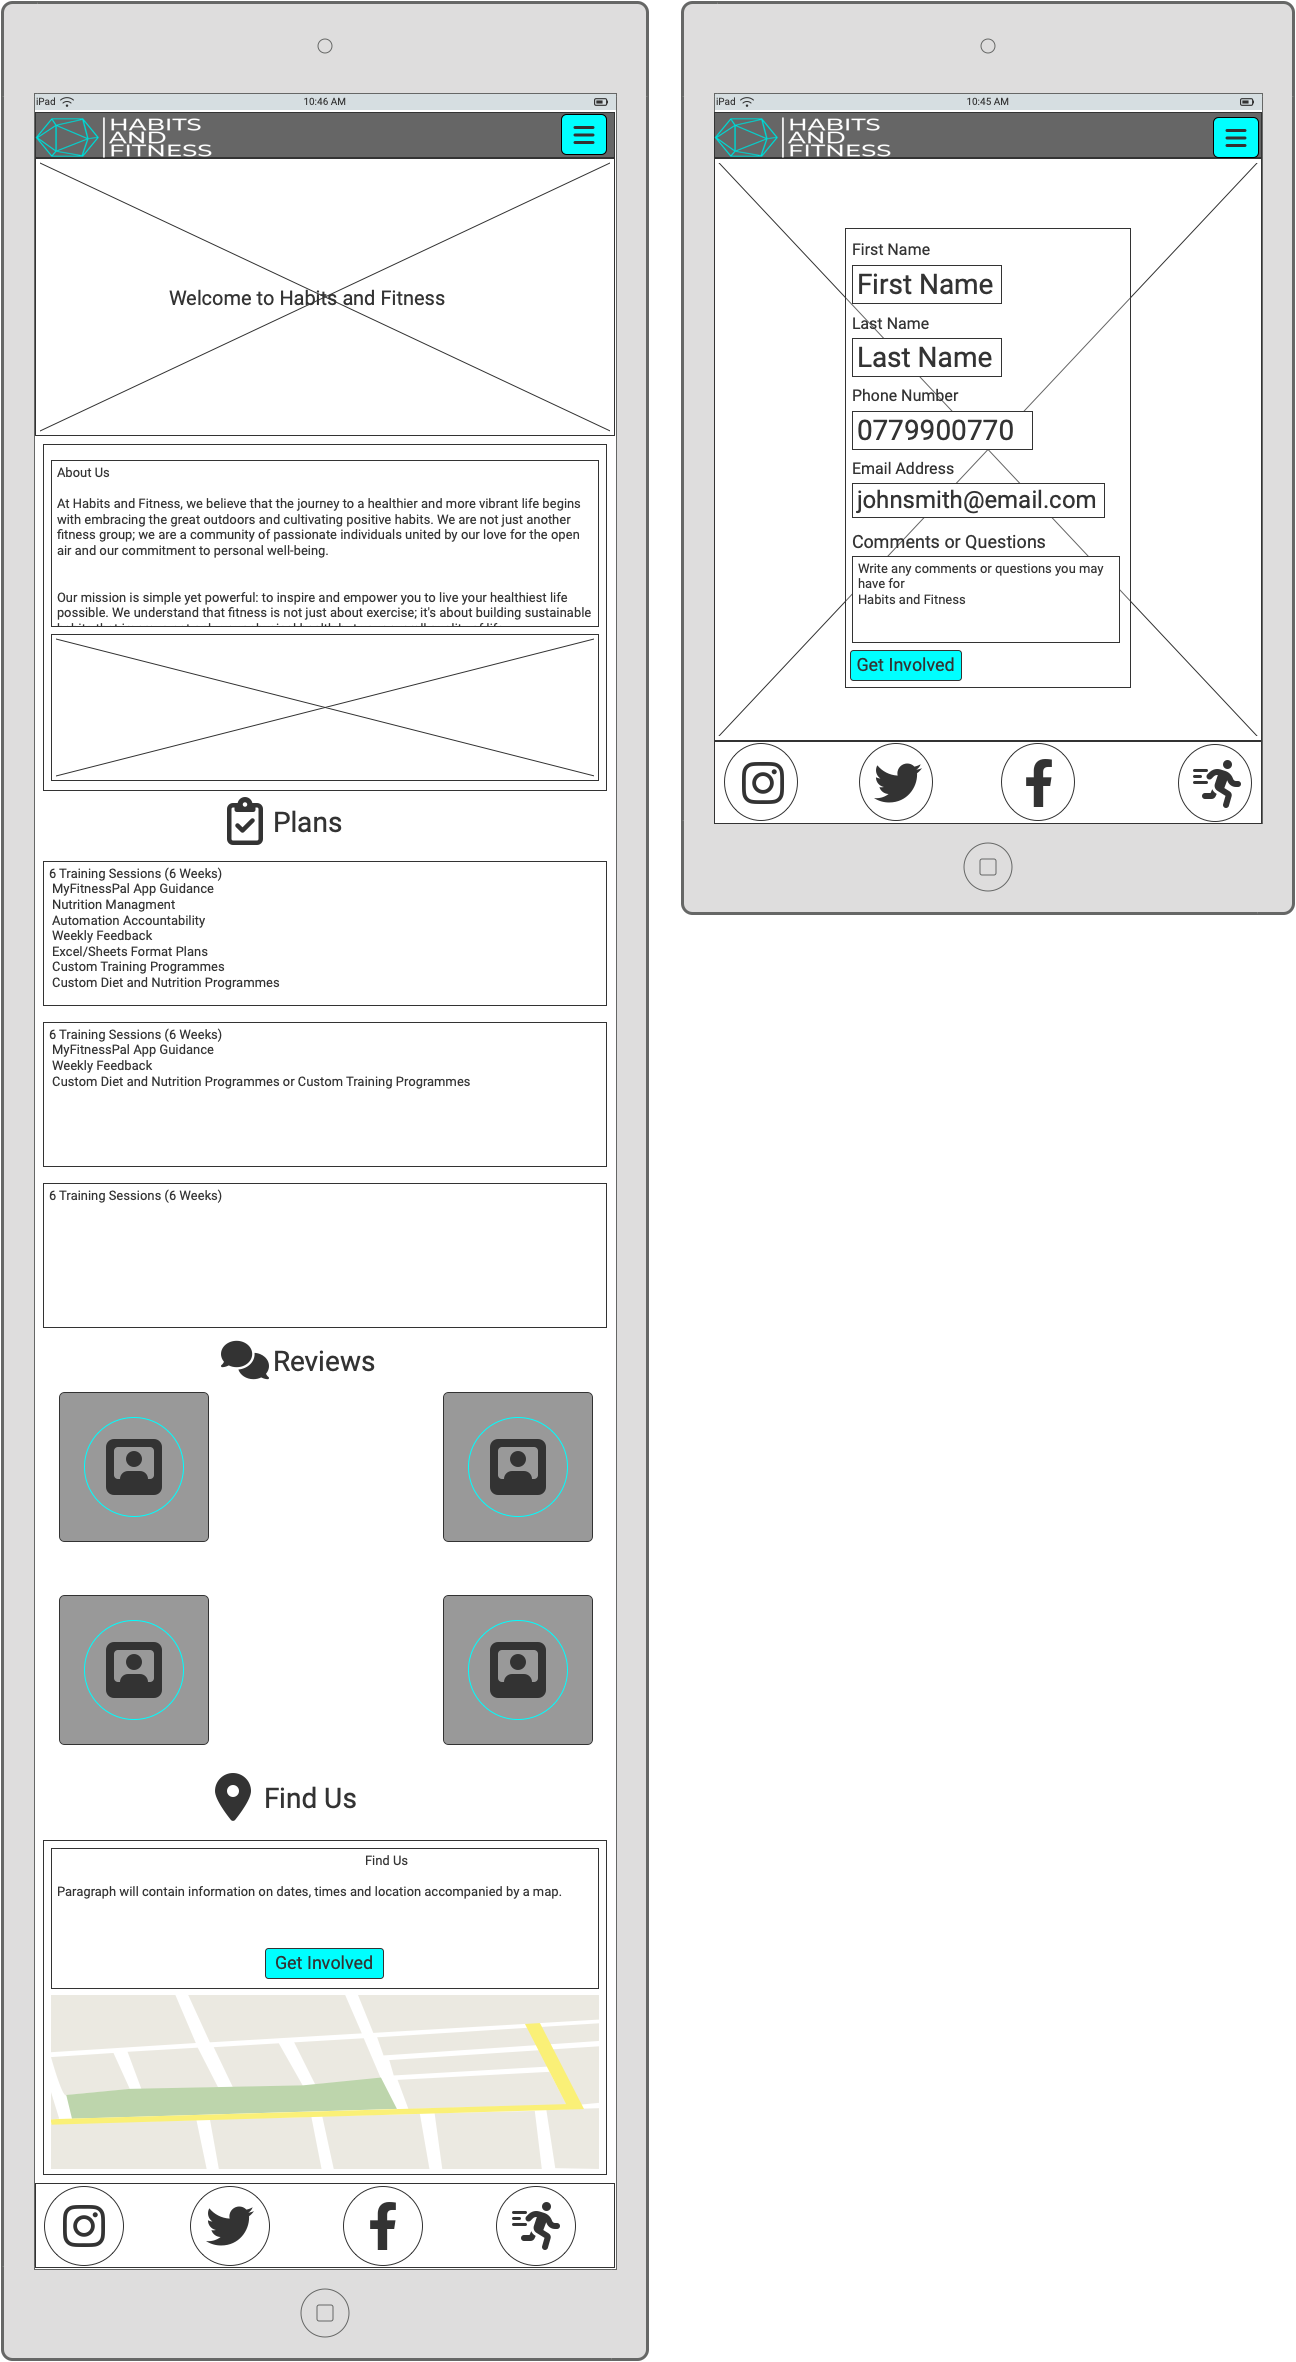 iPad
10:46 AM
HABITS
AND
FITNESS
Welcome to Habits and Fitness
About Us
At Habits and Fitness, we believe that the journey to a healthier and more vibrant life begins
with embracing the great outdoors and cultivating positive habits. We are not just another
fitness group; we are a community of passionate individuals united by our love for the open
air and our commitment to personal well-being.
Our mission is simple yet powerful: to inspire and empower you to live your healthiest life
possible. We understand that fitness is not just about exercise; it's about building sustainable
Plans
6 Training Sessions (6 Weeks)
MyFitnessPal App Guidance
Nutrition Managment
Automation Accountability
Weekly Feedback
Excel/Sheets Format Plans
Custom Training Programmes
Custom Diet and Nutrition Programmes
6 Training Sessions (6 Weeks)
MyFitnessPal App Guidance
Weekly Feedback
Custom Diet and Nutrition Programmes or Custom Training Programmes
6 Training Sessions (6 Weeks)
Reviews
Find Us
Find Us
Paragraph will contain information on dates, times and location accompanied by a map.
Get Involved
iPad
10:45 AM
HABITS
AND
FITNESS
First Name
First Name
Last Name
Last Name
Phone Number
0779900770
Email Address
johnsmith@email.com
Comments or Questions
Write any comments or questions you may
have for
Habits and Fitness
Get Involved